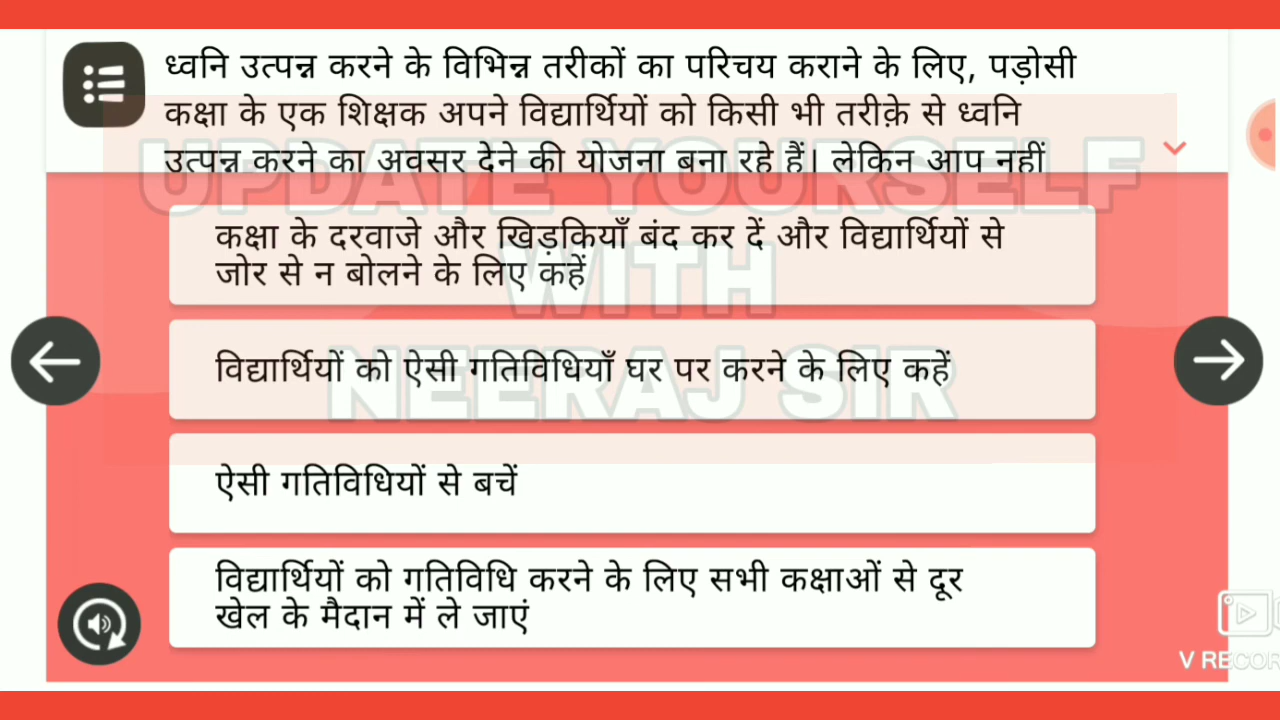 ध्वनि उत्पन्न करने के विभिन्न तरीकों का परिचय कराने के लिए, पड़ोसी
कक्षा के एक शिक्षक अपने विद्यार्थियों को किसी भी तरीक़े से ध्वनि
उत्पन्न करने का अवसर देने की योजना बना रहे हैं। लेकिन आप नहीं
UPDATE YOURSELF
कक्षा के दरवाजे और खिड़कियाँ बंद कर दें और विद्यार्थियों से
जोर से न बोलने के लिए कहें
WITH
विद्यार्थियों को ऐसी गतिविधियाँ घर पर करने के लिए कहें
NEERAJ SIR
ऐसी गतिविधियों से बचें
विद्यार्थियों को गतिविधि करने के लिए सभी कक्षाओं से दूर
खेल के मैदान में ले जाएं
V RECOR